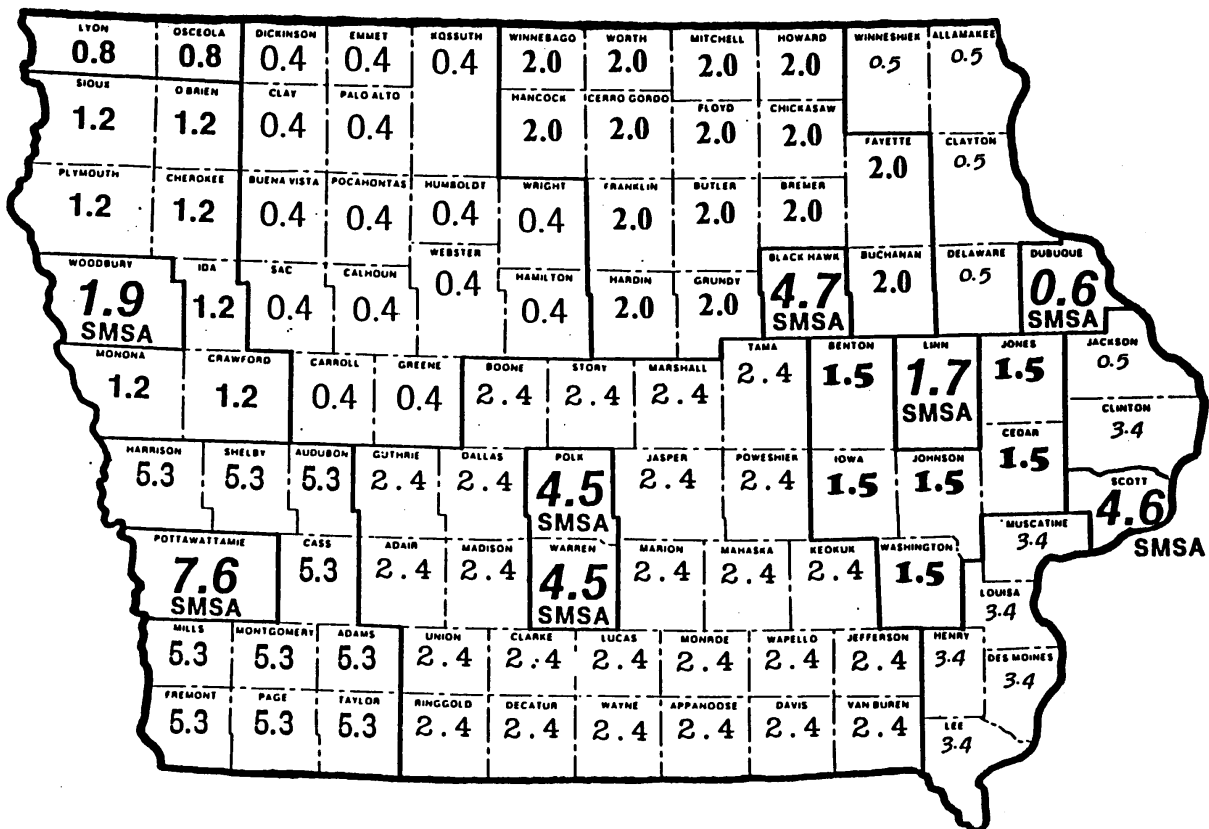 LYON OSCEOLA DICKINSON EMMET KOSSUTH WINNEBAGO WORTH MITCHELL HOWARD WINNESHIEK ALLAMAKEE
0.8 0.8 0.4 0.4 0.4 2.0 2.0 2.0 2.0 0.5 0.5
SIOUX O BRIEN CLAY PALO ALTO HANCOCK CERRO GORDO FLOYD CHICKASAW
1.2 1.2 0.4 0.4 2.0 2.0 2.0 2.0
FAYETTE CLAYTON
2.0 0.5
PLYMOUTH CHEROKEE BUENA VISTA POCAHONTAS HUMBOLDT WRIGHT FRANKLIN BUTLER BREMER
1.2 1.2 0.4 0.4 0.4 0.4 2.0 2.0 2.0
WOODBURY IDA SAC CALHOUN WEBSTER HAMILTON HARDIN GRUNDY BLACK HAWK BUCHANAN DELAWARE DUBUQUE
1.9 1.2 0.4 0.4 0.4 0.4 2.0 2.0 4.7 2.0 0.5 0.6
SMSA SMSA SMSA
MONONA CRAWFORD CARROLL GREENE BOONE STORY MARSHALL TAMA BENTON LINN JONES JACKSON
1.2 1.2 0.4 0.4 2.4 2.4 2.4 2.4 1.5 1.7 1.5 0.5
SMSA
CEDAR CLINTON
1.5 3.4
HARRISON SHELBY AUDUBON GUTHRIE DALLAS POLK JASPER POWESHIEK IOWA JOHNSON SCOTT
5.3 5.3 5.3 2.4 2.4 4.5 2.4 2.4 1.5 1.5 4.6
SMSA SMSA
MUSCATINE
3.4
POTTAWATTAMIE CASS ADAIR MADISON WARREN MARION MAHASKA KEOKUK WASHINGTON
7.6 5.3 2.4 2.4 4.5 2.4 2.4 2.4 1.5
SMSA SMSA
LOUISA
3.4
MILLS MONTGOMERY ADAMS UNION CLARKE LUCAS MONROE WAPELLO JEFFERSON HENRY DES MOINES
5.3 5.3 5.3 2.4 2.4 2.4 2.4 2.4 2.4 3.4 3.4
FREMONT PAGE TAYLOR RINGGOLD DECATUR WAYNE APPANOOSE DAVIS VAN BUREN LEE
5.3 5.3 5.3 2.4 2.4 2.4 2.4 2.4 2.4 3.4